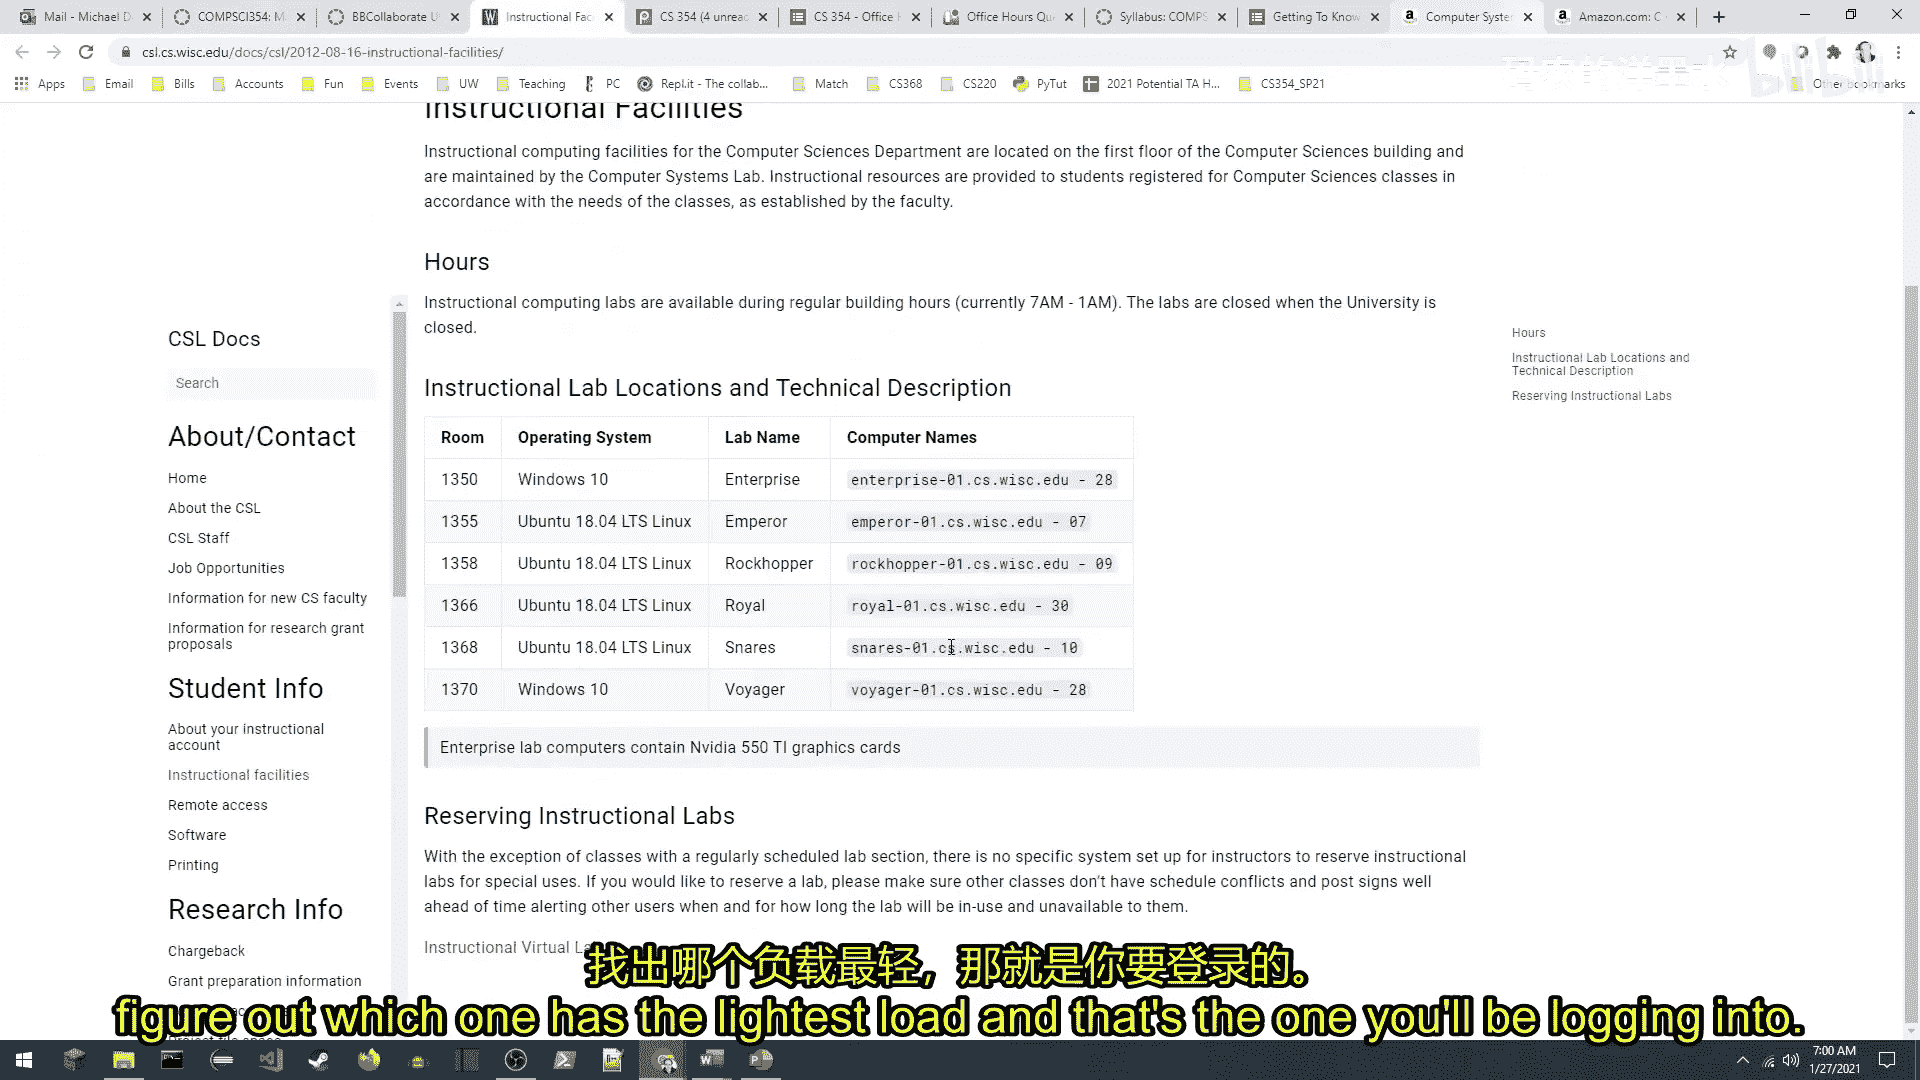 Mail - Michael D
COMPSCI354: M
BBCollaborate U
Instructional Fac
CS 354 (4 unrea
CS 354 - Office H
Office Hours Qu
Syllabus: COMPS
Getting To Know
Computer Syste
Amazon.com: C
csl.cs.wisc.edu/docs/csl/2012-08-16-instructional-facilities/
Apps
Email
Bills
Accounts
Fun
Events
UW
Teaching
PC
Repl.it - The collab...
Match
CS368
CS220
PyTut
2021 Potential TA H...
CS354_SP21
Other bookmarks
Instructional Facilities
Instructional computing facilities for the Computer Sciences Department are located on the first floor of the Computer Sciences building and
are maintained by the Computer Systems Lab. Instructional resources are provided to students registered for Computer Sciences classes in
accordance with the needs of the classes, as established by the faculty.
Hours
Instructional computing labs are available during regular building hours (currently 7AM - 1AM). The labs are closed when the University is
closed.
Instructional Lab Locations and Technical Description
Room Operating System Lab Name Computer Names
1350 Windows 10 Enterprise enterprise-01.cs.wisc.edu - 28
1355 Ubuntu 18.04 LTS Linux Emperor emperor-01.cs.wisc.edu - 07
1358 Ubuntu 18.04 LTS Linux Rockhopper rockhopper-01.cs.wisc.edu - 09
1366 Ubuntu 18.04 LTS Linux Royal royal-01.cs.wisc.edu - 30
1368 Ubuntu 18.04 LTS Linux Snares snares-01.cs.wisc.edu - 10
1370 Windows 10 Voyager voyager-01.cs.wisc.edu - 28
Enterprise lab computers contain Nvidia 550 TI graphics cards
Reserving Instructional Labs
With the exception of classes with a regularly scheduled lab section, there is no specific system set up for instructors to reserve instructional
labs for special uses. If you would like to reserve a lab, please make sure other classes don't have schedule conflicts and post signs well
ahead of time alerting other users when and for how long the lab will be in-use and unavailable to them.
Instructional Virtual La
CSL Docs
Search
About/Contact
Home
About the CSL
CSL Staff
Job Opportunities
Information for new CS faculty
Information for research grant
proposals
Student Info
About your instructional
account
Instructional facilities
Remote access
Software
Printing
Research Info
Chargeback
Grant preparation information
Hours
Instructional Lab Locations and
Technical Description
Reserving Instructional Labs
找出哪个负载最轻，那就是你要登录的。
figure out which one has the lightest load and that's the one you'll be logging into.
7:00 AM
1/27/2021